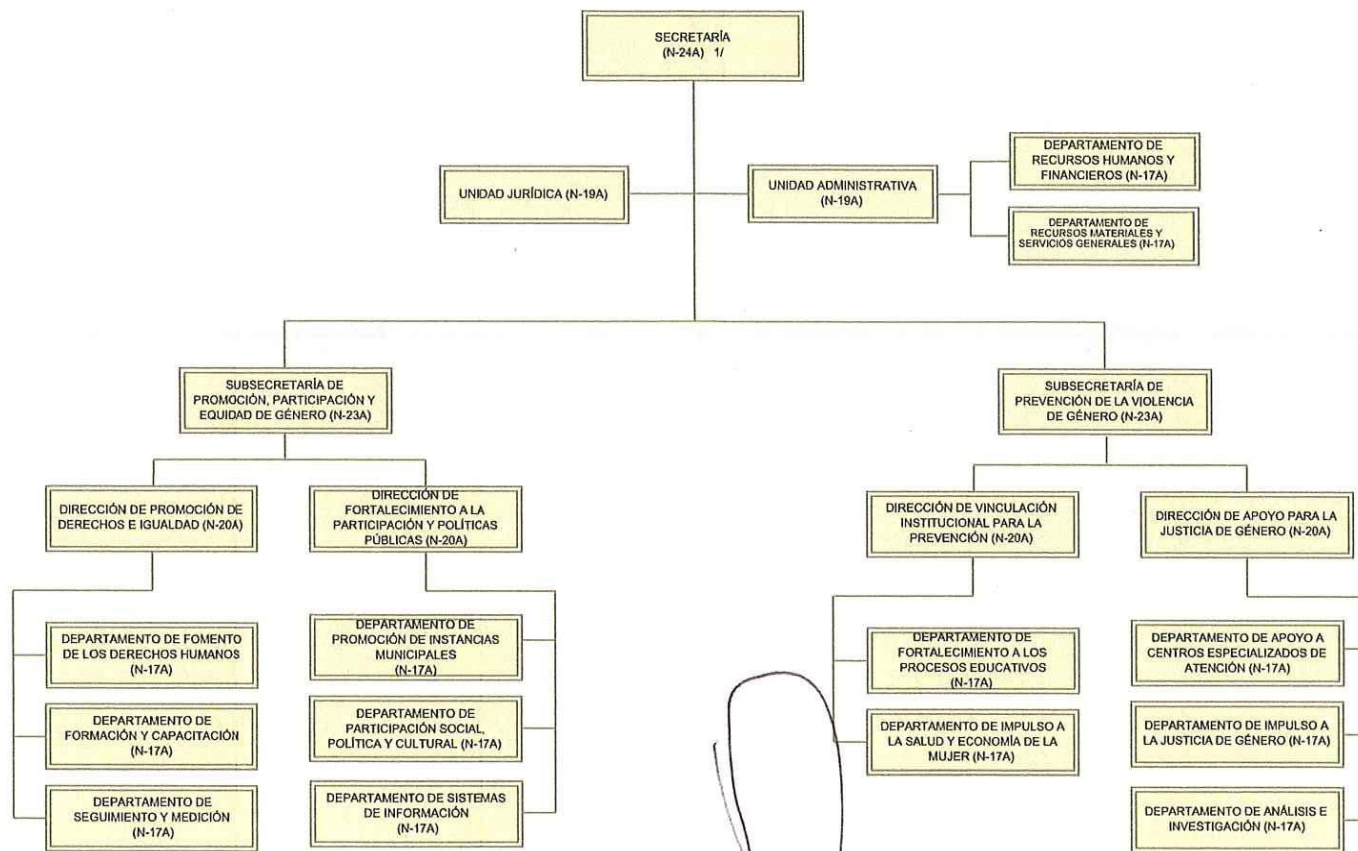 SECRETARÍA
(N-24A) 1/
UNIDAD JURÍDICA (N-19A)
UNIDAD ADMINISTRATIVA
(N-19A)
DEPARTAMENTO DE
RECURSOS HUMANOS Y
FINANCIEROS (N-17A)
DEPARTAMENTO DE
RECURSOS MATERIALES Y
SERVICIOS GENERALES (N-17A)
SUBSECRETARÍA DE
PROMOCIÓN, PARTICIPACIÓN Y
EQUIDAD DE GÉNERO (N-23A)
SUBSECRETARÍA DE
PREVENCIÓN DE LA VIOLENCIA
DE GÉNERO (N-23A)
DIRECCIÓN DE PROMOCIÓN DE
DERECHOS E IGUALDAD (N-20A)
DIRECCIÓN DE
FORTALECIMIENTO A LA
PARTICIPACIÓN Y POLÍTICAS
PÚBLICAS (N-20A)
DIRECCIÓN DE VINCULACIÓN
INSTITUCIONAL PARA LA
PREVENCIÓN (N-20A)
DIRECCIÓN DE APOYO PARA LA
JUSTICIA DE GÉNERO (N-20A)
DEPARTAMENTO DE FOMENTO
DE LOS DERECHOS HUMANOS
(N-17A)
DEPARTAMENTO DE
PROMOCIÓN DE INSTANCIAS
MUNICIPALES
(N-17A)
DEPARTAMENTO DE
FORTALECIMIENTO A LOS
PROCESOS EDUCATIVOS
(N-17A)
DEPARTAMENTO DE APOYO A
CENTROS ESPECIALIZADOS DE
ATENCIÓN (N-17A)
DEPARTAMENTO DE
FORMACIÓN Y CAPACITACIÓN
(N-17A)
DEPARTAMENTO DE
PARTICIPACIÓN SOCIAL,
POLÍTICA Y CULTURAL (N-17A)
DEPARTAMENTO DE IMPULSO A
LA SALUD Y ECONOMÍA DE LA
MUJER (N-17A)
DEPARTAMENTO DE IMPULSO A
LA JUSTICIA DE GÉNERO (N-17A)
DEPARTAMENTO DE
SEGUIMIENTO Y MEDICIÓN
(N-17A)
DEPARTAMENTO DE SISTEMAS
DE INFORMACIÓN
(N-17A)
DEPARTAMENTO DE ANÁLISIS E
INVESTIGACIÓN (N-17A)